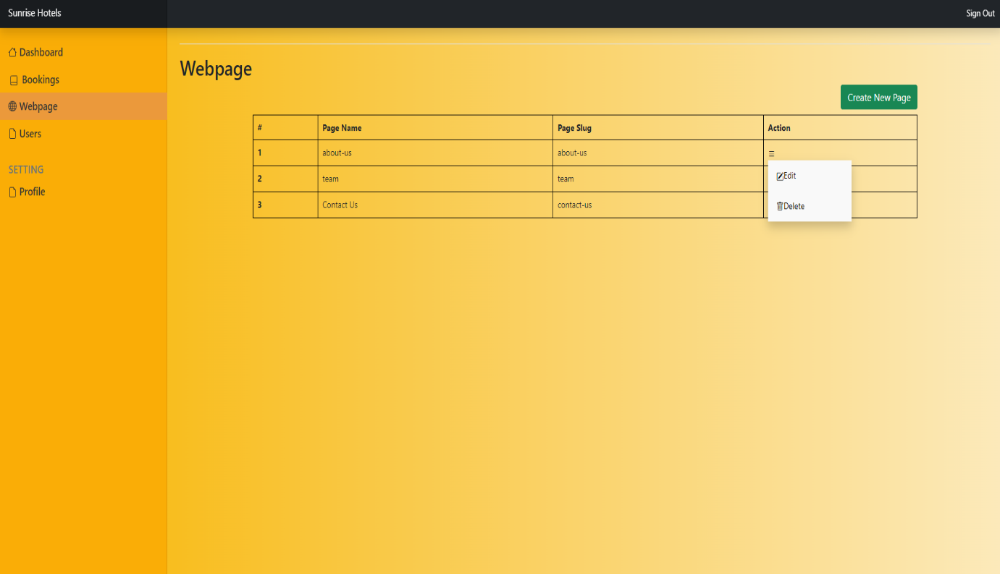 Sunrise Hotels
Sign Out
Dashboard
Bookings
Webpage
Users
SETTING
Profile
Webpage
Create New Page
# Page Name Page Slug Action
1 about-us about-us
2 team team
3 Contact Us contact-us
Edit
Delete